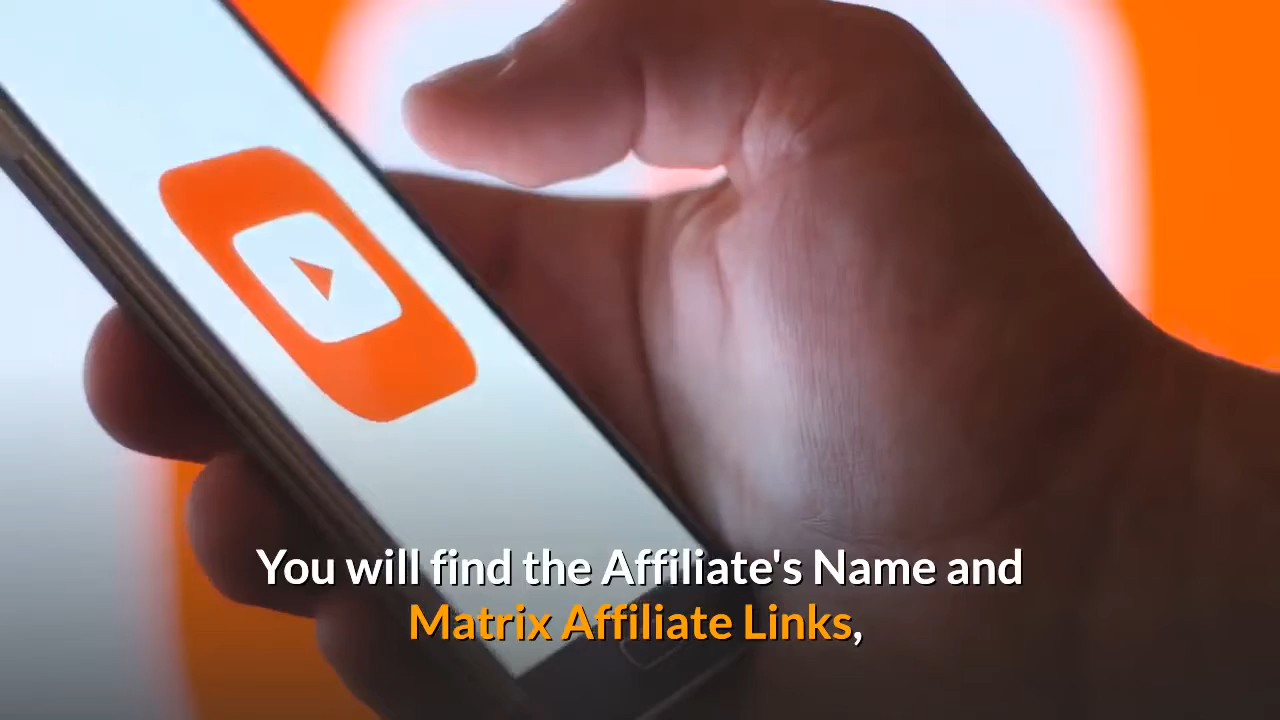 You will find the Affiliate's Name and
Matrix Affiliate Links,